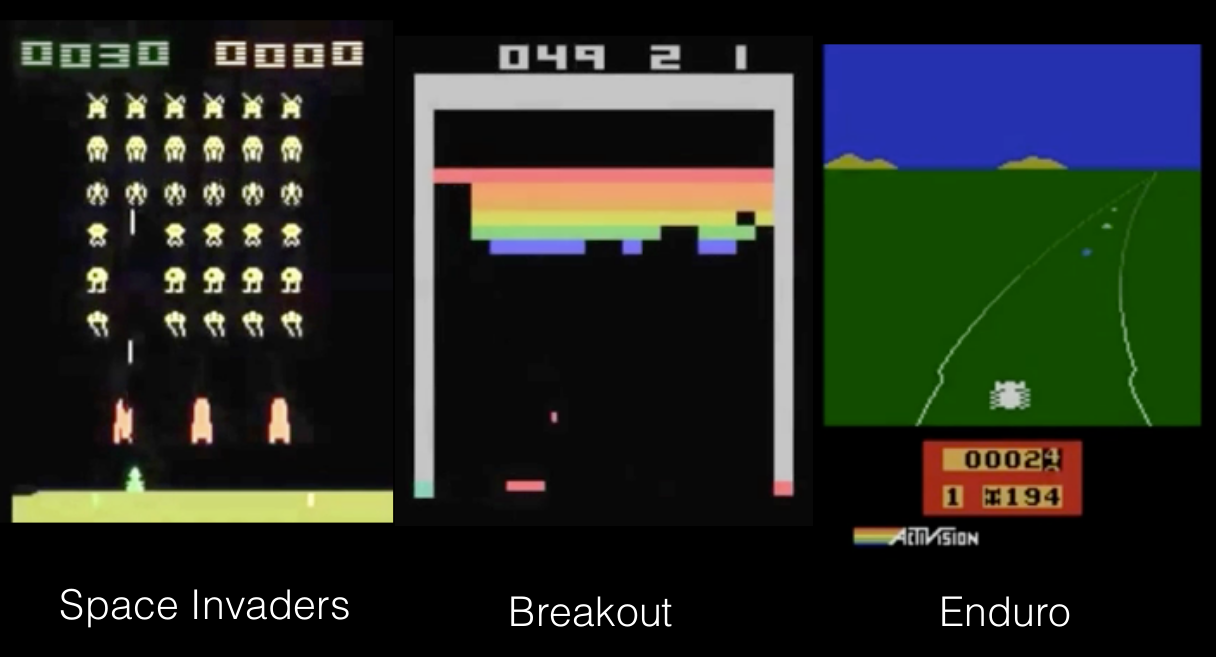 0030 0000
049 2 1
0002
1 194
ACTIVISION
Space Invaders
Breakout
Enduro